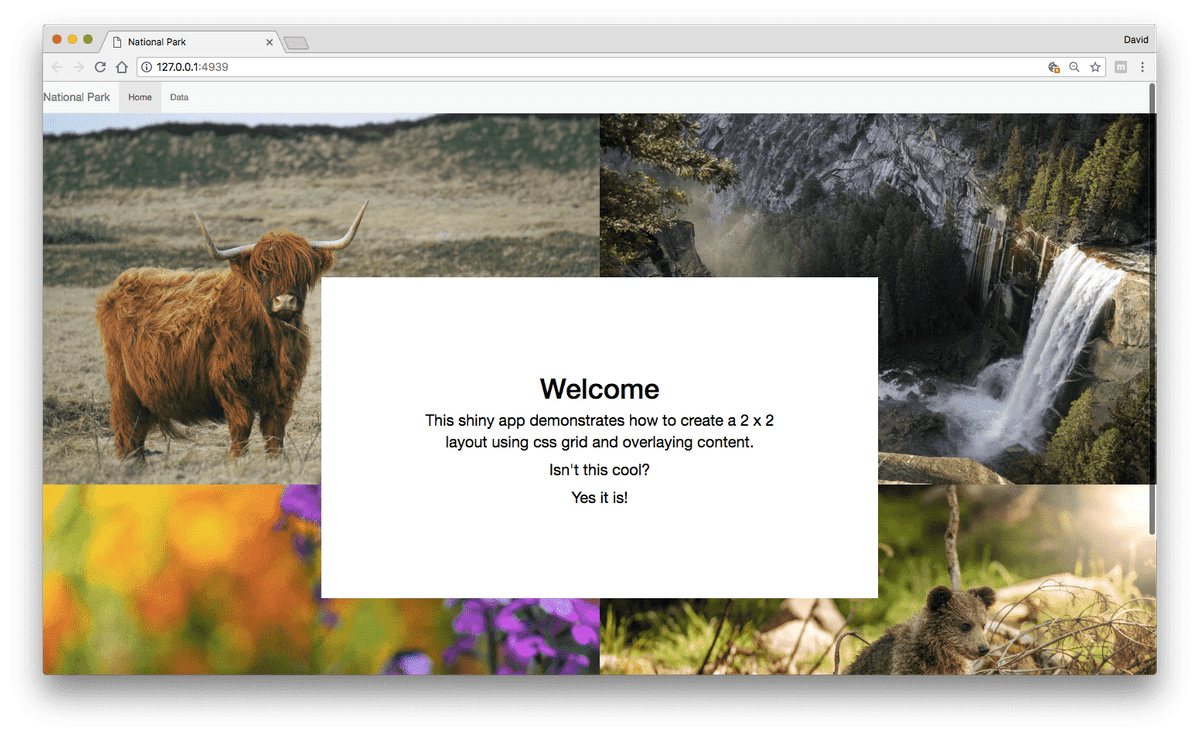 National Park
David
127.0.0.1:4939
National Park
Home
Data
Welcome
This shiny app demonstrates how to create a 2 x 2
layout using css grid and overlaying content.
Isn't this cool?
Yes it is!